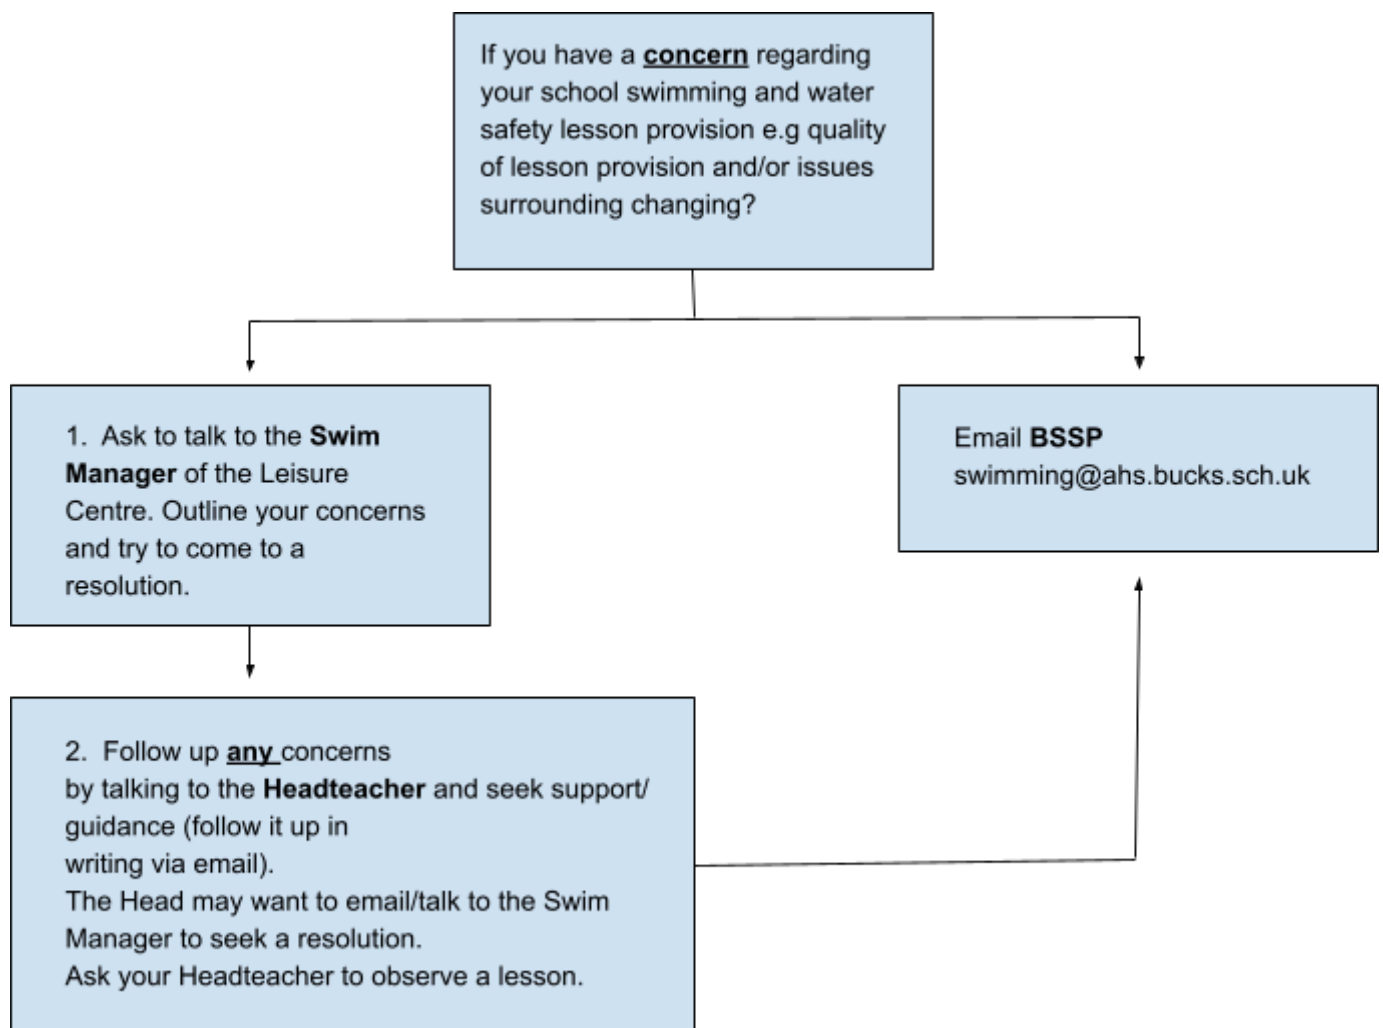 If you have a concern regarding
your school swimming and water
safety lesson provision e.g quality
of lesson provision and/or issues
surrounding changing?
1.  Ask to talk to the Swim
Manager of the Leisure
Centre. Outline your concerns
and try to come to a
resolution.
Email BSSP
swimming@ahs.bucks.sch.uk
2.  Follow up any concerns
by talking to the Headteacher and seek support/
guidance (follow it up in
writing via email).
The Head may want to email/talk to the Swim
Manager to seek a resolution.
Ask your Headteacher to observe a lesson.